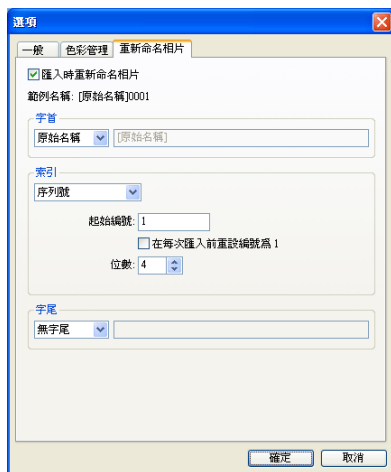 選項
一般 色彩管理 重新命名相片
匯入時重新命名相片
範例名稱: [原始名稱]0001
字首
原始名稱 [原始名稱]
索引
序列號
起始編號: 1
在每次匯入前重設編號為 1
位數: 4
字尾
無字尾
確定 取消